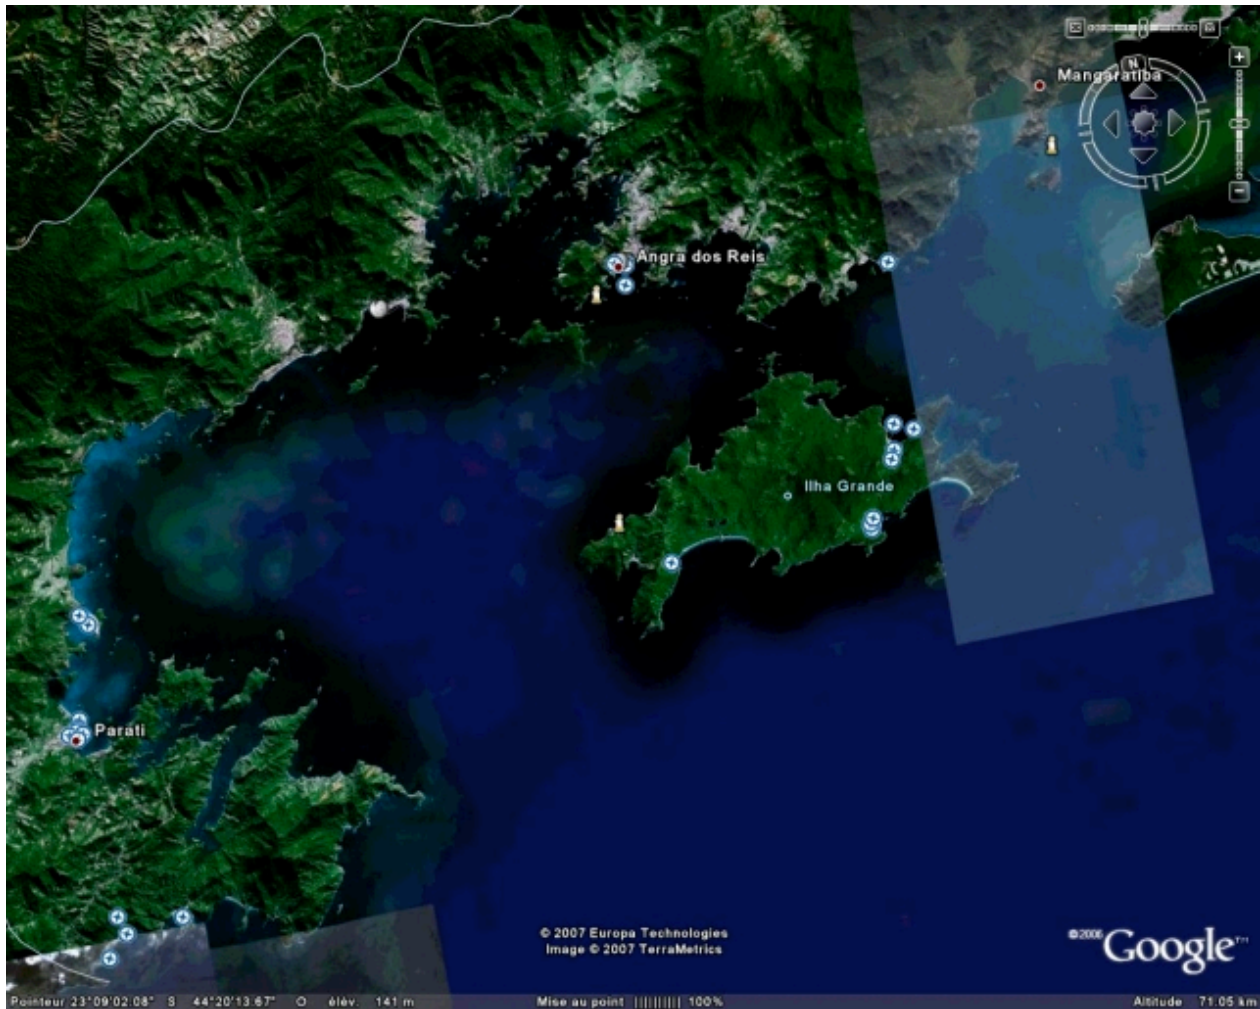 N
Mangaratiba
Angra dos Reis
Ilha Grande
Parati
© 2007 Europa Technologies
Image © 2007 TerraMetrics
©2006 Google™
Pointeur 23°09'02.08" S 44°20'13.67" O élév. 141 m Mise au point |||||||||| 100% Altitude 71.05 km